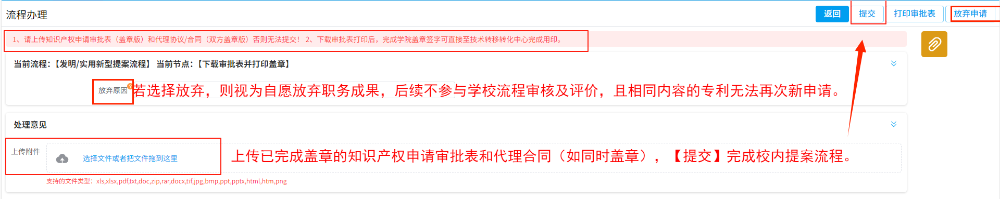 流程办理
返回 提交 打印审批表 放弃申请
1、请上传知识产权申请审批表（盖章版）和代理协议/合同（双方盖章版）否则无法提交！ 2、下载审批表打印后，完成学院盖章签字可直接至技术转移转化中心完成用印。
当前流程：【发明/实用新型提案流程】 当前节点：【下载审批表并打印盖章】
放弃原因? 若选择放弃，则视为自愿放弃职务成果，后续不参与学校流程审核及评价，且相同内容的专利无法再次新申请。
处理意见
上传附件 选择文件或者把文件拖到这里 上传已完成盖章的知识产权申请审批表和代理合同（如同时盖章），【提交】完成校内提案流程。
支持的文件类型：xls,xlsx,pdf,txt,doc,zip,rar,docx,tif,jpg,bmp,ppt,pptx,html,htm,png